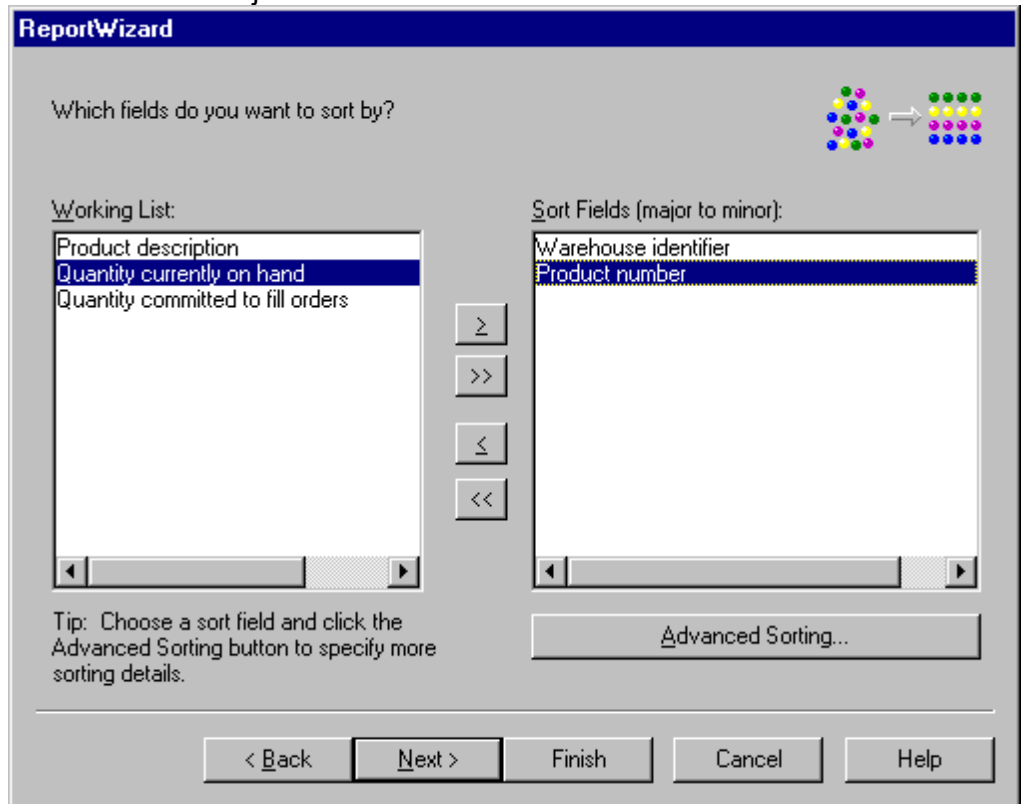 ReportWizard
Which fields do you want to sort by?
Working List:
Product description
Quantity currently on hand
Quantity committed to fill orders
Sort Fields (major to minor):
Warehouse identifier
Product number
>
>>
<
<<
Tip: Choose a sort field and click the
Advanced Sorting button to specify more
sorting details.
Advanced Sorting...
< Back
Next >
Finish
Cancel
Help